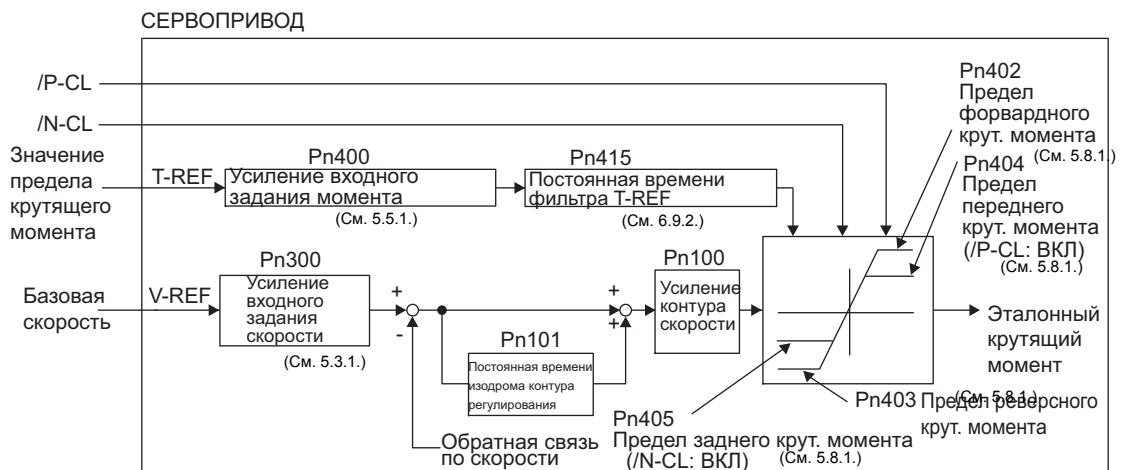 СЕРВОПРИВОД
/P-CL
/N-CL
Значение
предела
крутящего
момента
T-REF
Pn400
Усиление входного
задания момента
(См. 5.5.1.)
Pn415
Постоянная времени
фильтра T-REF
(См. 6.9.2.)
Pn402
Предел
форвардного
крут. момента
(См. 5.8.1.)
Pn404
Предел
переднего
крут. момента
(/P-CL: ВКЛ)
(См. 5.8.1.)
Базовая
скорость
V-REF
Pn300
Усиление
входного
задания
скорости
(См. 5.3.1.)
+
-
Pn101
Постоянная времени
изодрома контура
регулирования
+
+
Pn100
Усиление
контура
скорости
Эталонный
крутящий
момент
Обратная связь
по скорости
Pn405
Предел заднего крут. момента
(/N-CL: ВКЛ)
(См. 5.8.1.)
(См. 5.8.1.)
Pn403 Предел реверсного
крут. момента